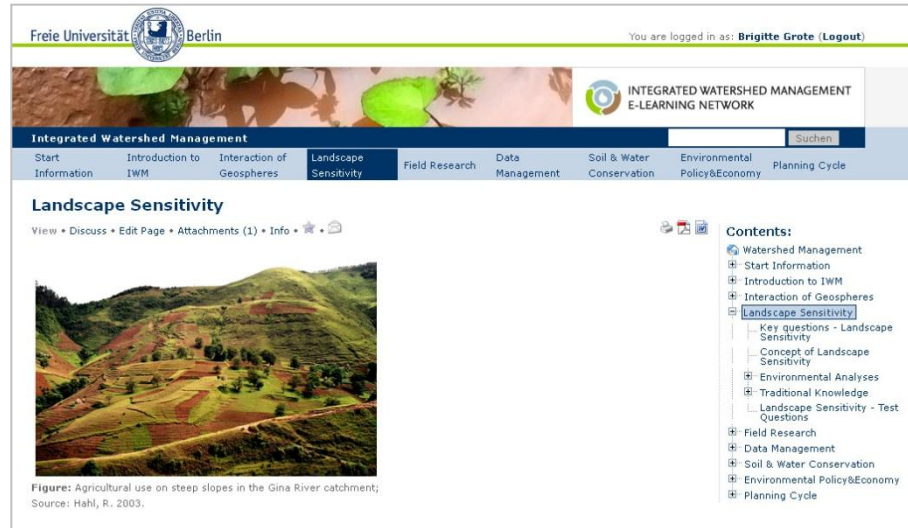 Freie Universität Berlin
You are logged in as: Brigitte Grote (Logout)
INTEGRATED WATERSHED MANAGEMENT
E-LEARNING NETWORK
Integrated Watershed Management
Suchen
Start Information
Introduction to IWM
Interaction of Geospheres
Landscape Sensitivity
Field Research
Data Management
Soil & Water Conservation
Environmental Policy&Economy
Planning Cycle
Landscape Sensitivity
View • Discuss • Edit Page • Attachments (1) • Info •
Figure: Agricultural use on steep slopes in the Gina River catchment;
Source: Hahl, R. 2003.
Contents:
Watershed Management
Start Information
Introduction to IWM
Interaction of Geospheres
Landscape Sensitivity
Key questions - Landscape
Sensitivity
Concept of Landscape
Sensitivity
Environmental Analyses
Traditional Knowledge
Landscape Sensitivity - Test
Questions
Field Research
Data Management
Soil & Water Conservation
Environmental Policy&Economy
Planning Cycle